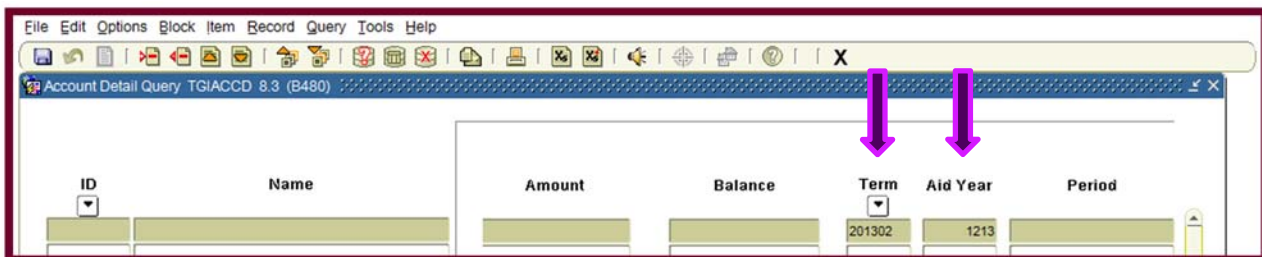 File Edit Options Block Item Record Query Tools Help
X
Account Detail Query TGIACCD 8.3 (B480)
ID Name Amount Balance Term Aid Year Period
201302 1213